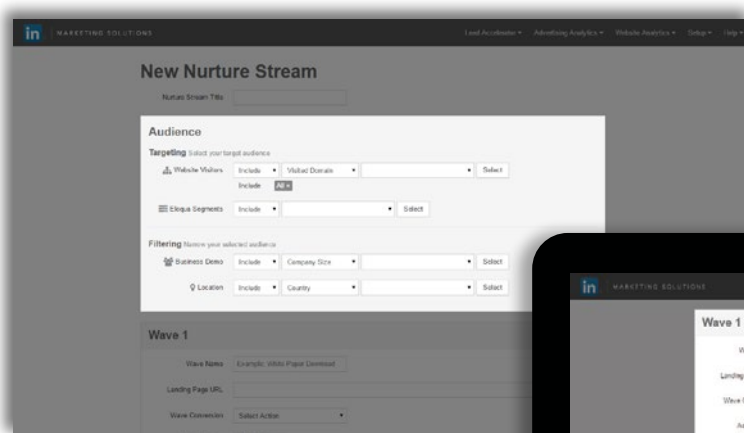 in MARKETING SOLUTIONS Lead Accelerator Advertising Analytics Website Analytics Setup Help
New Nurture Stream
Nurture Stream Title
Audience
Targeting Select your target audience
Website Visitors Include Visited Domain Select
Include All ×
Eloqua Segments Include Select
Filtering Narrow your selected audience
Business Demo Include Company Size Select
Location Include Country Select
Wave 1
Wave Name Example: White Paper Download
Landing Page URL
Wave Conversion Select Action
in MARKETING SOLUTIONS
Wave 1
Landing
Wave